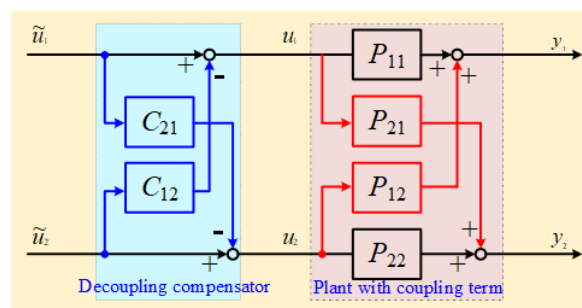 ũ₁ u₁ P₁₁ y₁
+ - + +
C₂₁ P₂₁
C₁₂ P₁₂
- +
ũ₂ u₂ P₂₂ y₂
+ +
Decoupling compensator Plant with coupling term